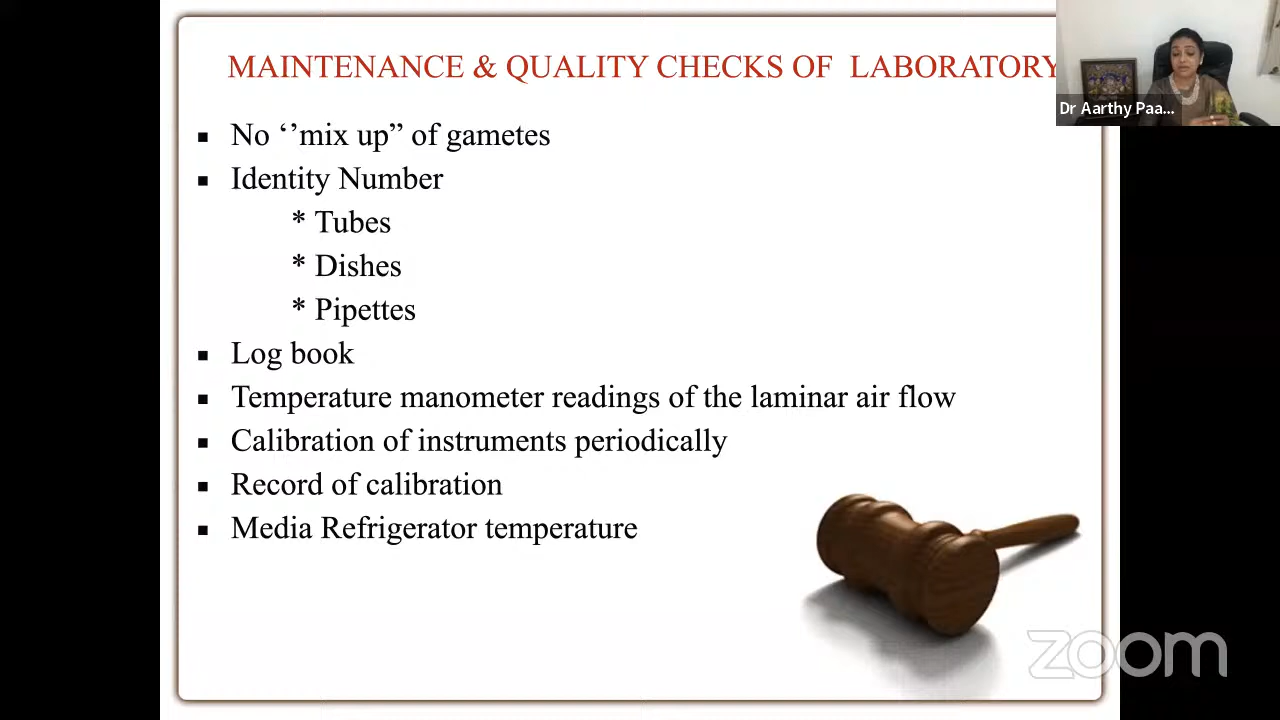 MAINTENANCE & QUALITY CHECKS OF LABORATORY
Dr Aarthy Paa...
▪ No ‘’mix up” of gametes
▪ Identity Number
* Tubes
* Dishes
* Pipettes
▪ Log book
▪ Temperature manometer readings of the laminar air flow
▪ Calibration of instruments periodically
▪ Record of calibration
▪ Media Refrigerator temperature
zoom